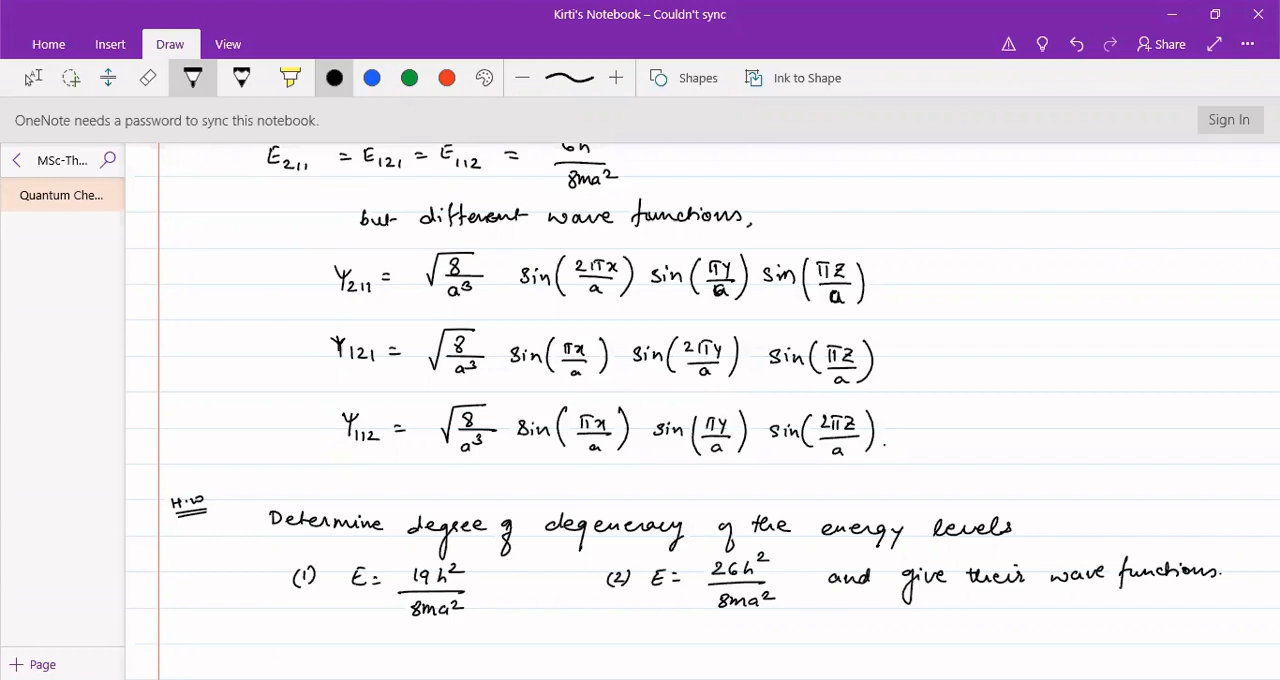 Kirti's Notebook – Couldn't sync
Home Insert Draw View Share
Shapes Ink to Shape
OneNote needs a password to sync this notebook. Sign In
MSc-Th...
Quantum Che...
E₂₁₁ = E₁₂₁ = E₁₁₂ = 6h / 8ma²
but different wave functions,
Ψ₂₁₁ = √(8/a³) sin(2πx/a) sin(πy/a) sin(πz/a)
Ψ₁₂₁ = √(8/a³) sin(πx/a) sin(2πy/a) sin(πz/a)
Ψ₁₁₂ = √(8/a³) sin(πx/a) sin(πy/a) sin(2πz/a).
H.W Determine degree of degeneracy of the energy levels
(1) E = 19h²/8ma² (2) E = 26h²/8ma² and give their wave functions.
+ Page